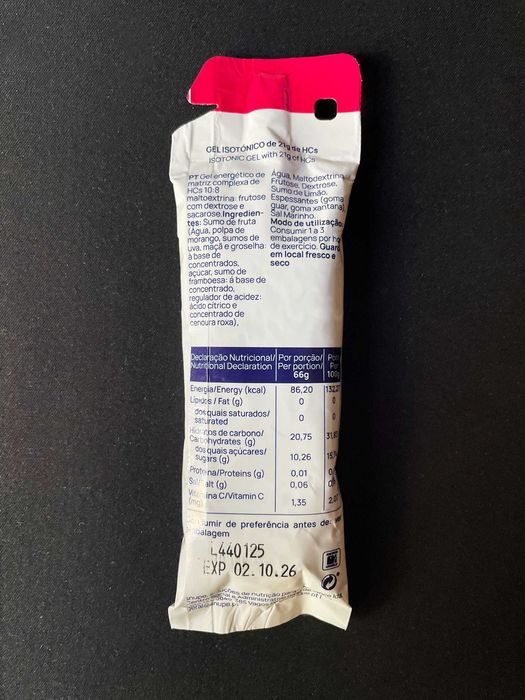 GEL ISOTÓNICO de 21g de HCs
ISOTONIC GEL with 21g of HCs
PT Gel energético de
matriz complexa de
HCs 10:8
maltoextrina: frutose
com dextrose e
sacarose. Ingredien-
tes: Sumo de fruta
(Água, polpa de
morango, sumos de
uva, maçã e groselha:
à base de
concentrados,
açúcar, sumo de
framboesa: à base de
concentrado,
regulador de acidez:
ácido cítrico e
concentrado de
cenoura roxa),
Água, Maltodextrina,
Frutose, Dextrose,
Sumo de Limão,
Espessantes (goma
guar, goma xantana)
Sal Marinho.
Modo de utilização
Consumir 1 a 3
embalagens por
de exercício.
em local fresco e
seco
Declaração Nutricional/ Por porção/
Nutritional Declaration Per portion/ Per
66g 100g
Energia/Energy (kcal) 86,20
Lípidos / Fat (g) 0 0
dos quais saturados/
saturated 0 0
Hidratos de carbono/
Carbohydrates (g) 20,75
dos quais açúcares/
sugars (g) 10,26
Proteína/Proteins (g) 0,01
Sal/Salt (g) 0,06
Vitamina C/Vitamin C
(mg) 1,35
Consumir de preferência antes de:
embalagem
L440125
EXP 02.10.26